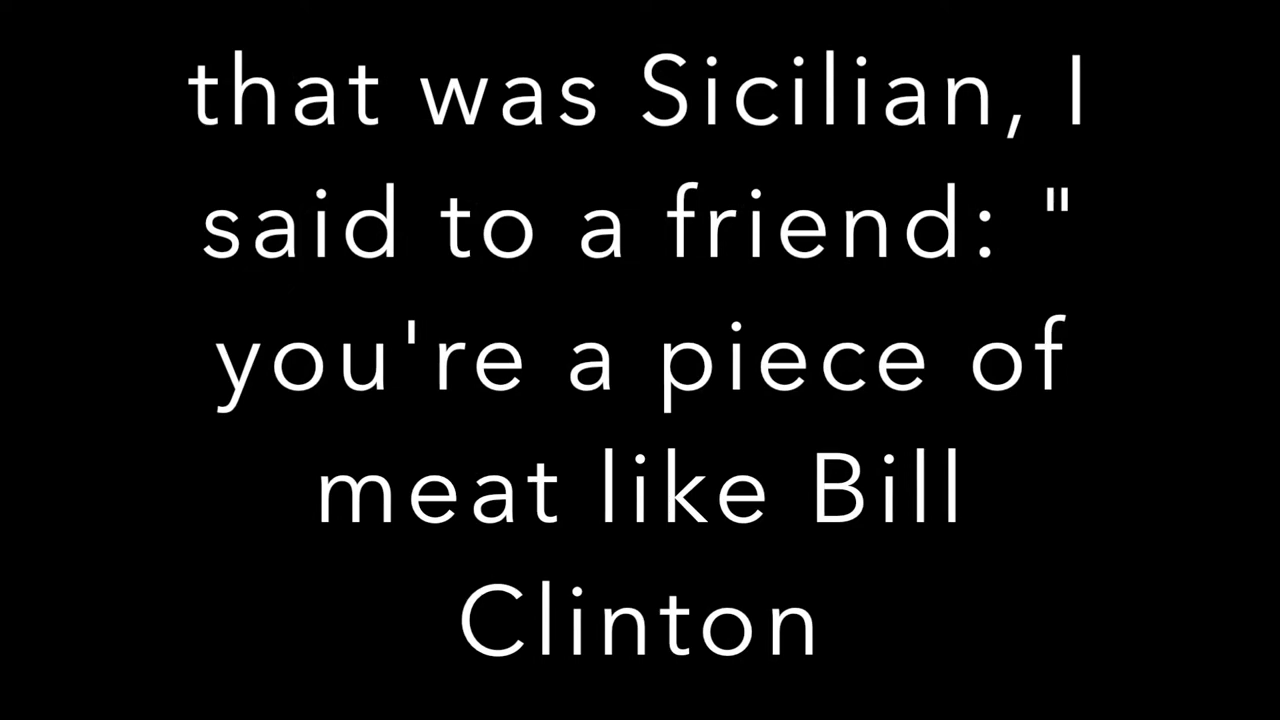 that was Sicilian, I
said to a friend: "
you're a piece of
meat like Bill
Clinton